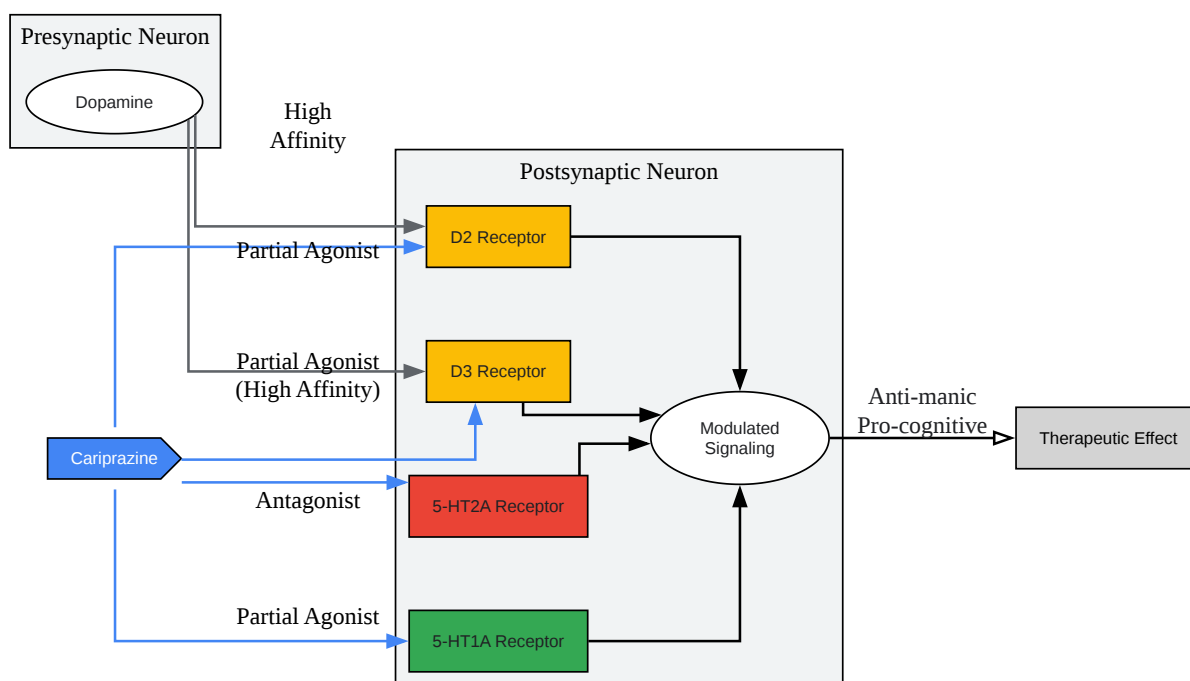 Presynaptic Neuron
Dopamine
High
Affinity
Postsynaptic Neuron
D2 Receptor
Partial Agonist
Partial Agonist
(High Affinity)
D3 Receptor
Anti-manic
Pro-cognitive
Modulated
Signaling
Therapeutic Effect
Cariprazine
Antagonist
5-HT2A Receptor
Partial Agonist
5-HT1A Receptor